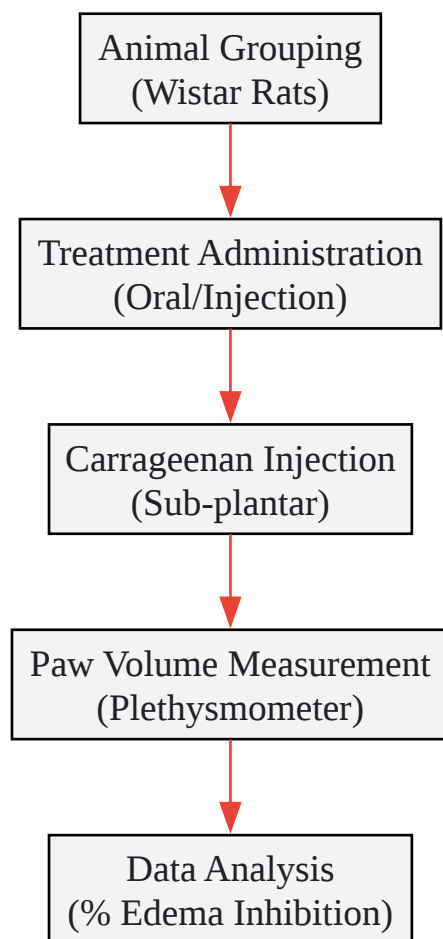 Animal Grouping
(Wistar Rats)
Treatment Administration
(Oral/Injection)
Carrageenan Injection
(Sub-plantar)
Paw Volume Measurement
(Plethysmometer)
Data Analysis
(% Edema Inhibition)